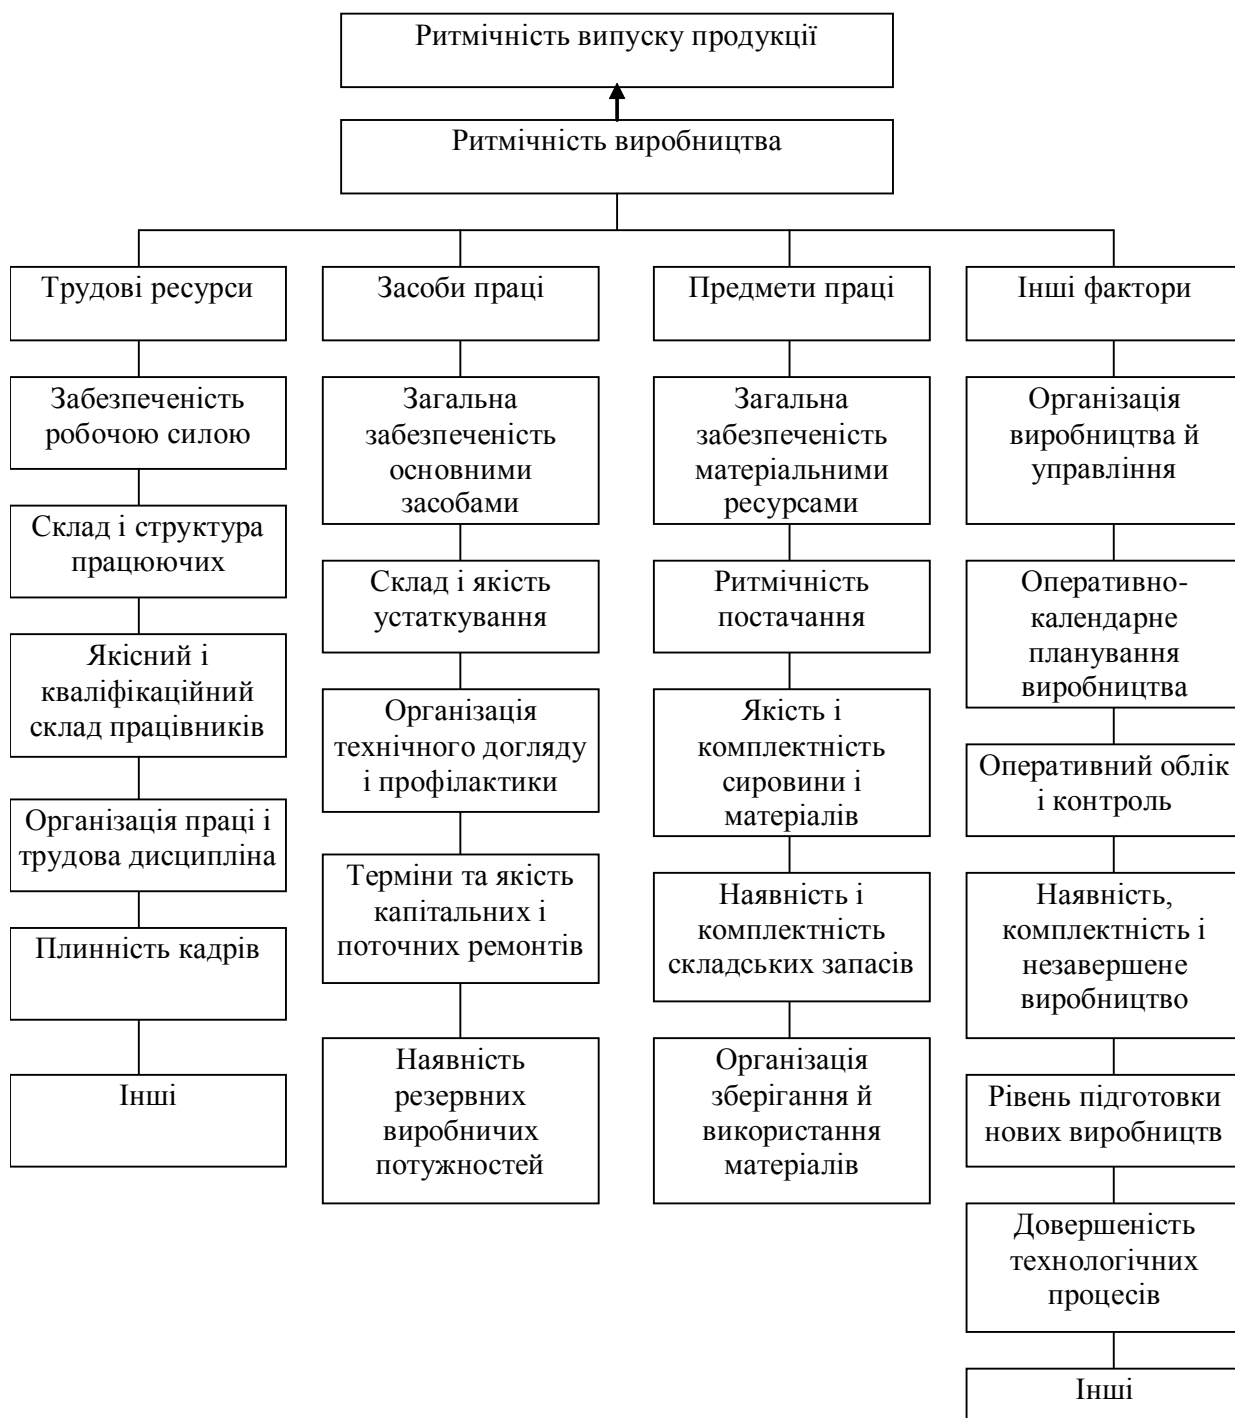 Ритмічність випуску продукції
Ритмічність виробництва
Трудові ресурси
Забезпеченість
робочою силою
Склад і структура
працюючих
Якісний і
кваліфікаційний
склад працівників
Організація праці і
трудова дисципліна
Плинність кадрів
Інші
Засоби праці
Загальна
забезпеченість
основними
засобами
Склад і якість
устаткування
Організація
технічного догляду
і профілактики
Терміни та якість
капітальних і
поточних ремонтів
Наявність
резервних
виробничих
потужностей
Предмети праці
Загальна
забезпеченість
матеріальними
ресурсами
Ритмічність
постачання
Якість і
комплектність
сировини і
матеріалів
Наявність і
комплектність
складських запасів
Організація
зберігання й
використання
матеріалів
Інші фактори
Організація
виробництва й
управління
Оперативно-
календарне
планування
виробництва
Оперативний облік
і контроль
Наявність,
комплектність і
незавершене
виробництво
Рівень підготовки
нових виробництв
Довершеність
технологічних
процесів
Інші